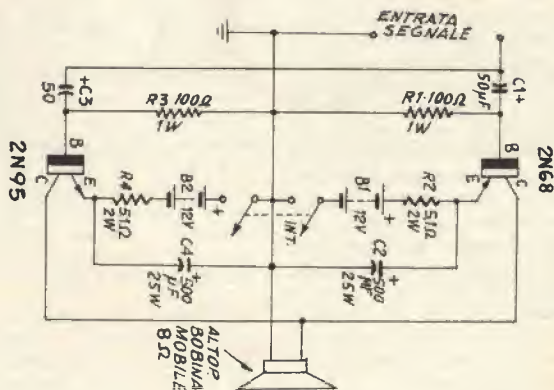 ENTRATA
SEGNALE
+C3
50
R3·100Ω
1W
R1·100Ω
1W
C1+
50µF
2N95
B
C
E
R4
51Ω
2W
B2
12V
+
INT.
B1
12V
+
R2
51Ω
2W
E
B
C
2N68
C4
+
500
µF
25W
C2
+
500
µF
25W
ALTOP.
BOBINA
MOBILE
8Ω